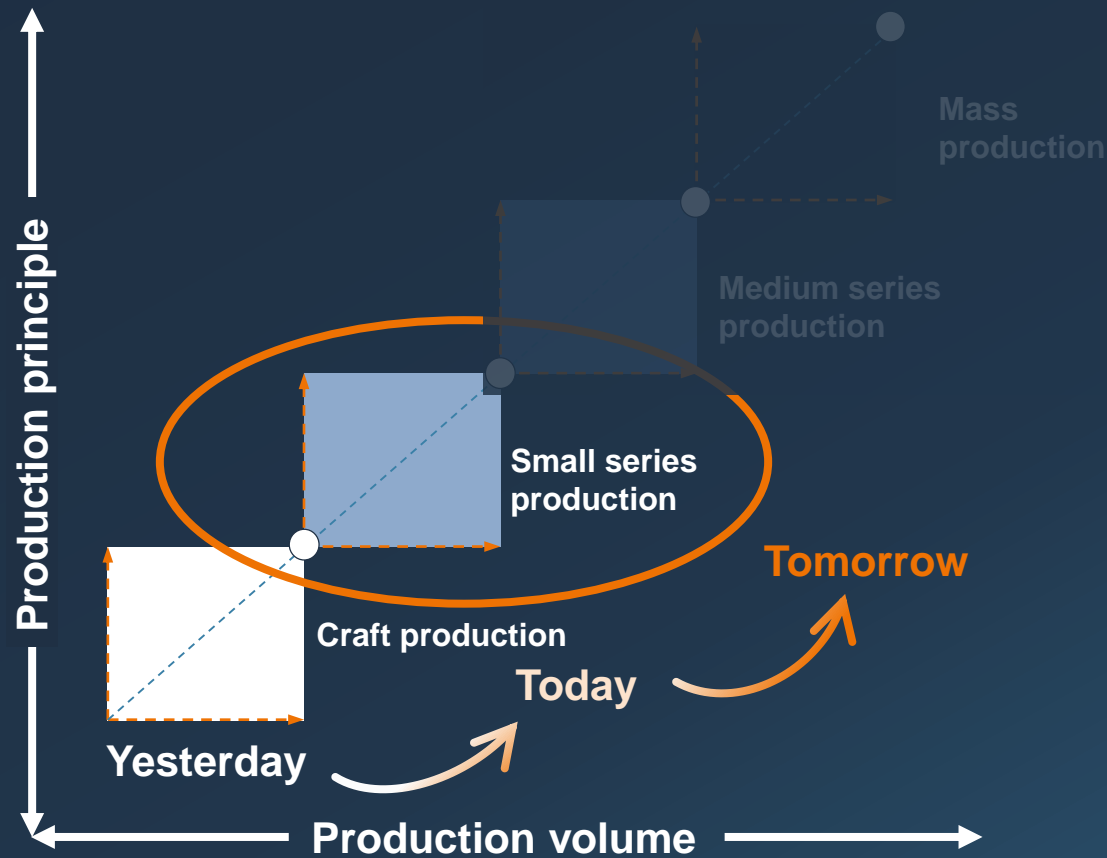 Mass
production
Production principle
Medium series
production
Small series
production
Tomorrow
Craft production
Today
Yesterday
Production volume